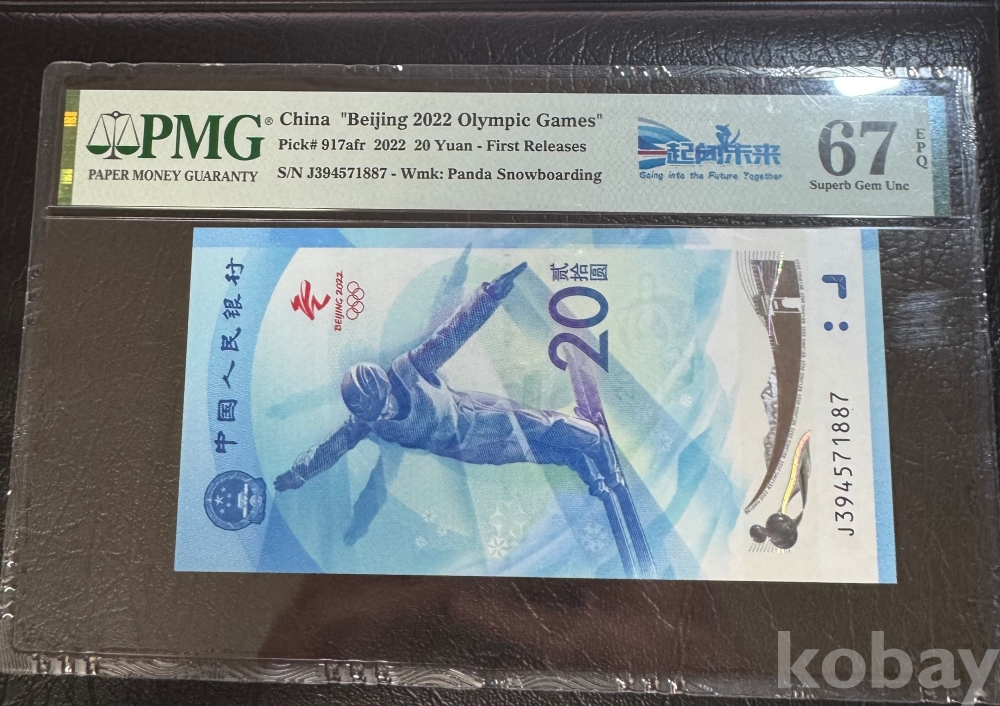 PMG®
PAPER MONEY GUARANTY
China "Beijing 2022 Olympic Games"
Pick# 917afr 2022 20 Yuan - First Releases
S/N J394571887 - Wmk: Panda Snowboarding
一起向未来
Going into the Future Together
67
EPQ
Superb Gem Unc
中国人民银行
BEIJING 2022
贰拾圆
20
J394571887
kobay